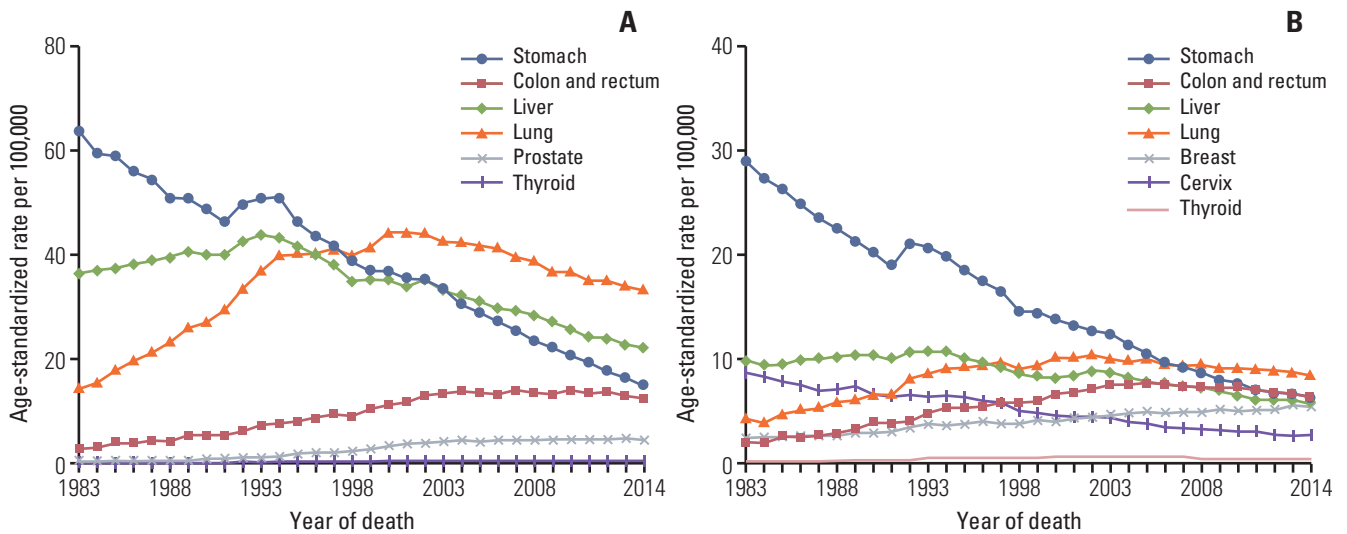 A
80
60
40
20
0
Age-standardized rate per 100,000
Stomach
Colon and rectum
Liver
Lung
Prostate
Thyroid
1983 1988 1993 1998 2003 2008 2014
Year of death
B
40
30
20
10
0
Age-standardized rate per 100,000
Stomach
Colon and rectum
Liver
Lung
Breast
Cervix
Thyroid
1983 1988 1993 1998 2003 2008 2014
Year of death